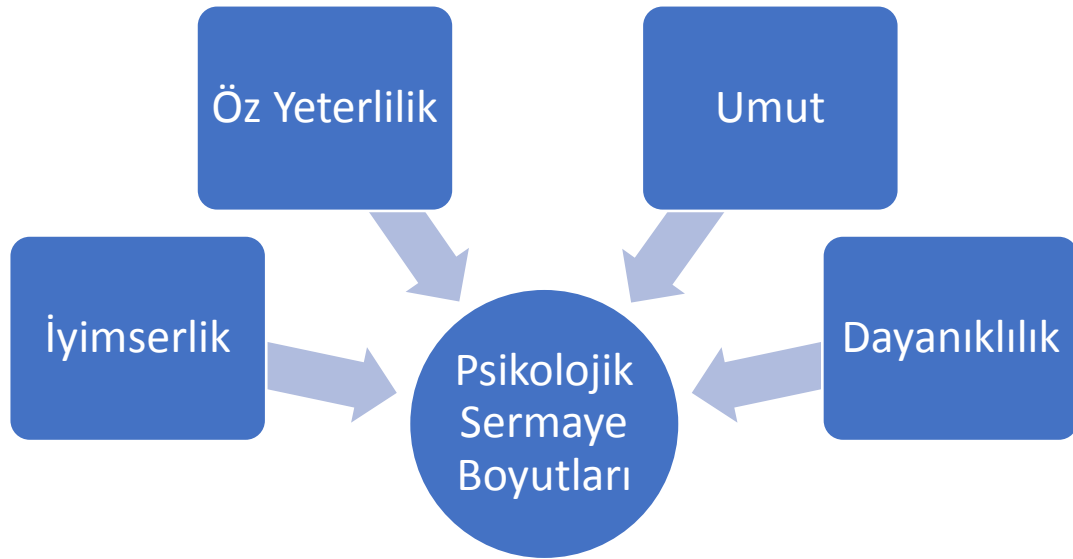 Öz Yeterlilik
Umut
İyimserlik
Dayanıklılık
Psikolojik
Sermaye
Boyutları